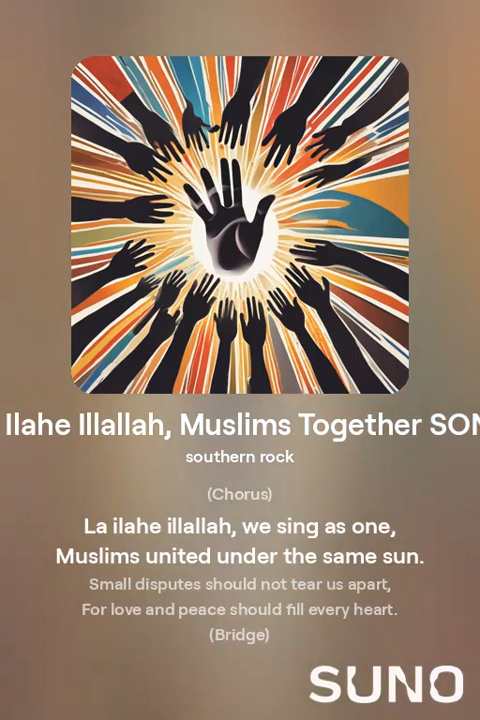 Ilahe Illallah, Muslims Together SON
southern rock
(Chorus)
La ilahe illallah, we sing as one,
Muslims united under the same sun.
Small disputes should not tear us apart,
For love and peace should fill every heart.
(Bridge)
SUNO